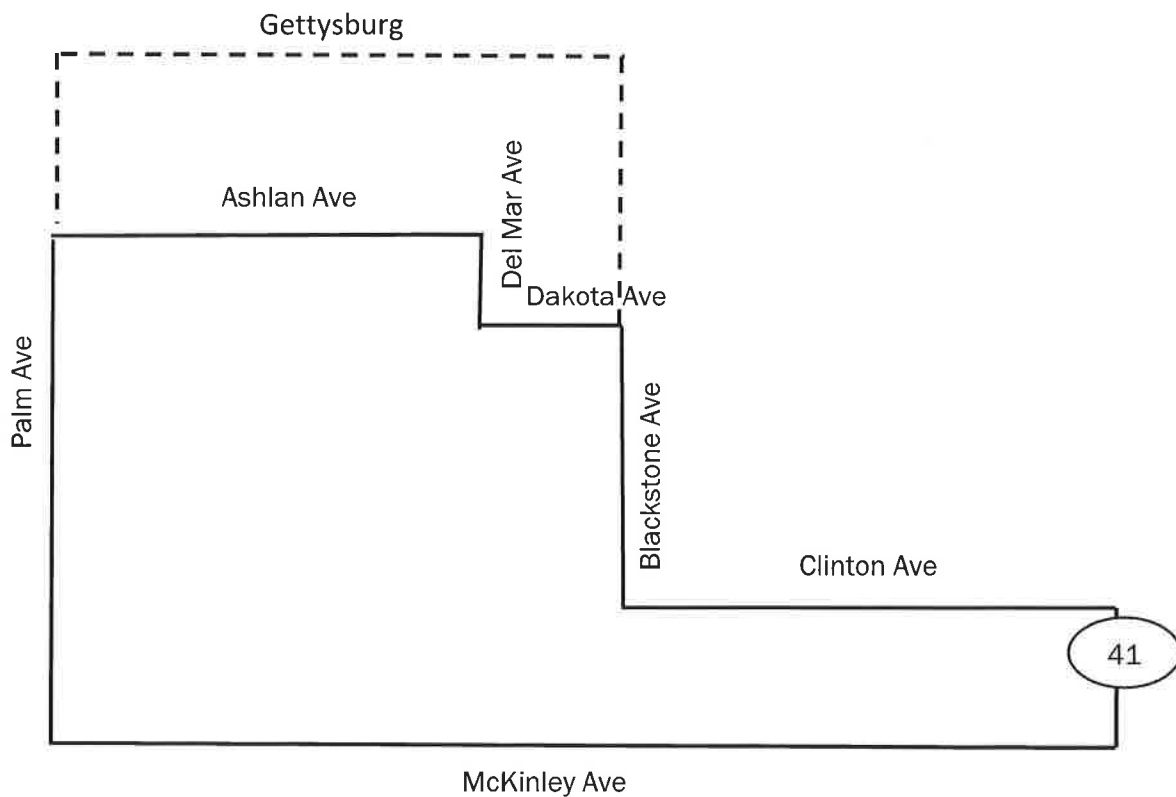 Gettysburg
Ashlan Ave
Del Mar Ave
Dakota Ave
Palm Ave
Blackstone Ave
Clinton Ave
41
McKinley Ave